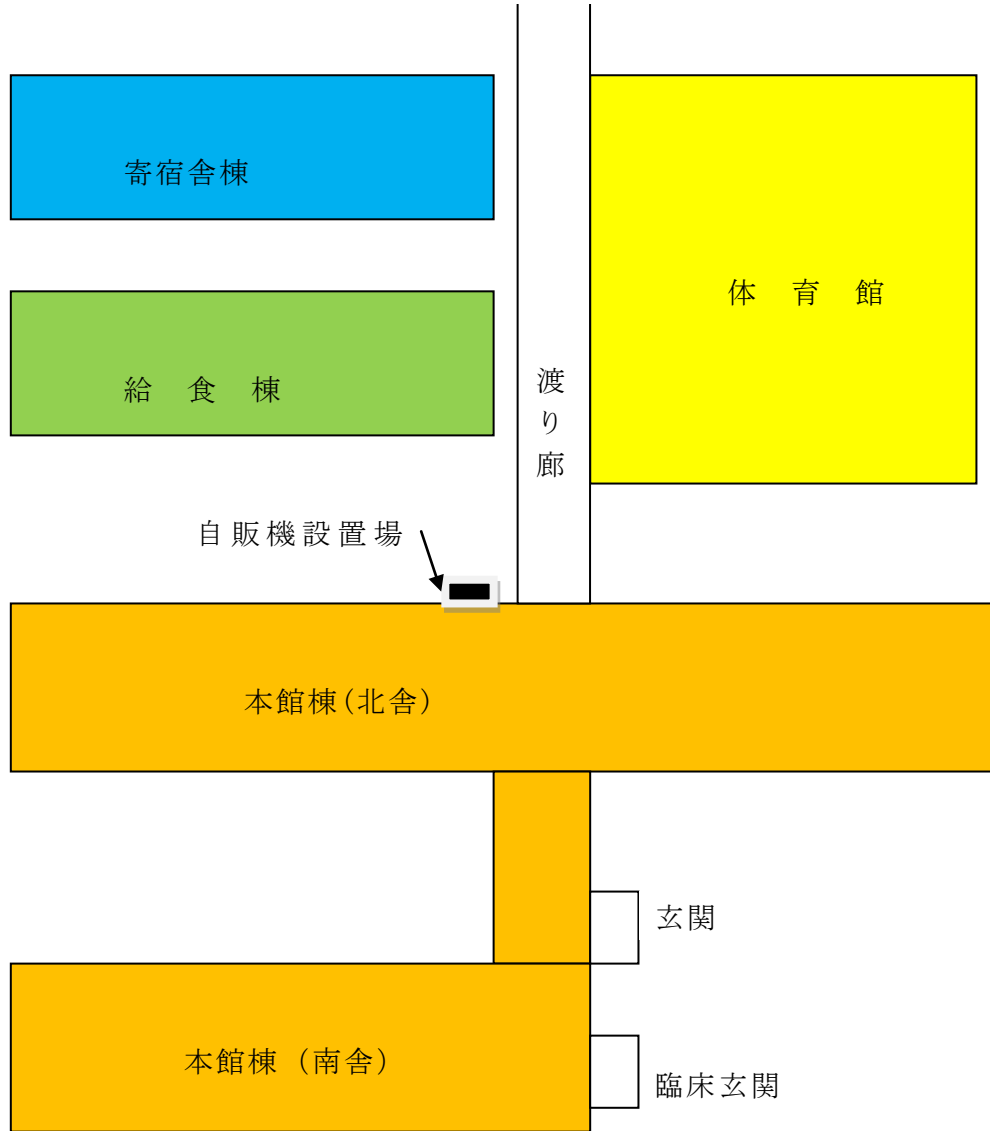 寄宿舎棟
体　育　館
給　食　棟
渡り廊
自販機設置場
本館棟(北舎)
玄関
本館棟（南舎）
臨床玄関